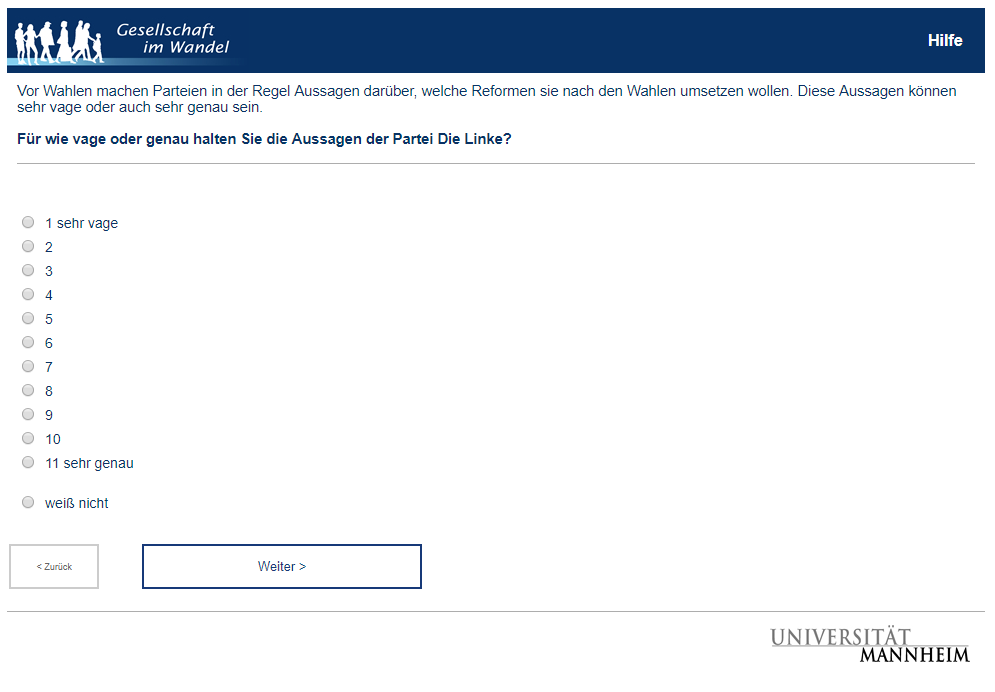 Gesellschaft
im Wandel
Hilfe
Vor Wahlen machen Parteien in der Regel Aussagen darüber, welche Reformen sie nach den Wahlen umsetzen wollen. Diese Aussagen können
sehr vage oder auch sehr genau sein.
Für wie vage oder genau halten Sie die Aussagen der Partei Die Linke?
1 sehr vage
2
3
4
5
6
7
8
9
10
11 sehr genau
weiß nicht
< Zurück
Weiter >
UNIVERSITÄT
MANNHEIM